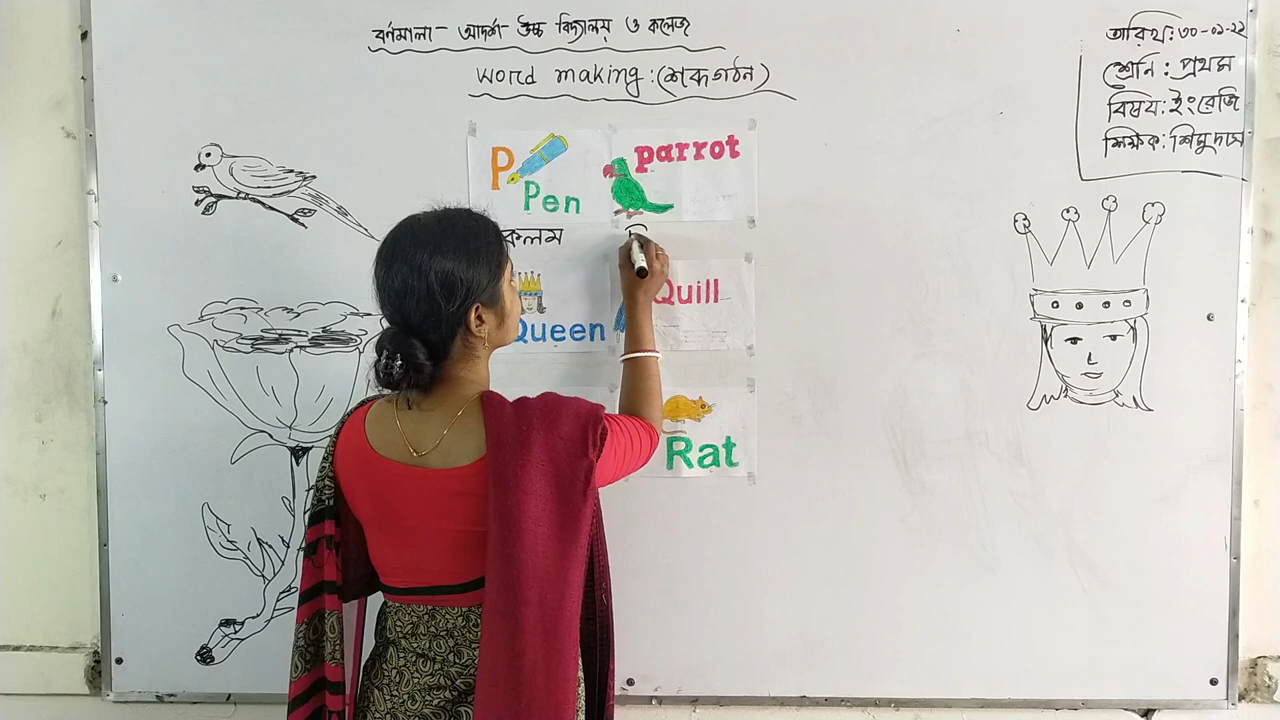 বর্ণমালা আদর্শ উচ্চ বিদ্যালয় ও কলেজ
Word making: (শব্দগঠন)
তারিখ: ৩০-০১-২২
শ্রেনি: প্রথম
বিষয়: ইংরেজি
শিক্ষক: শিমু দাস
P
Pen
parrot
কলম
Queen
Quill
Rat